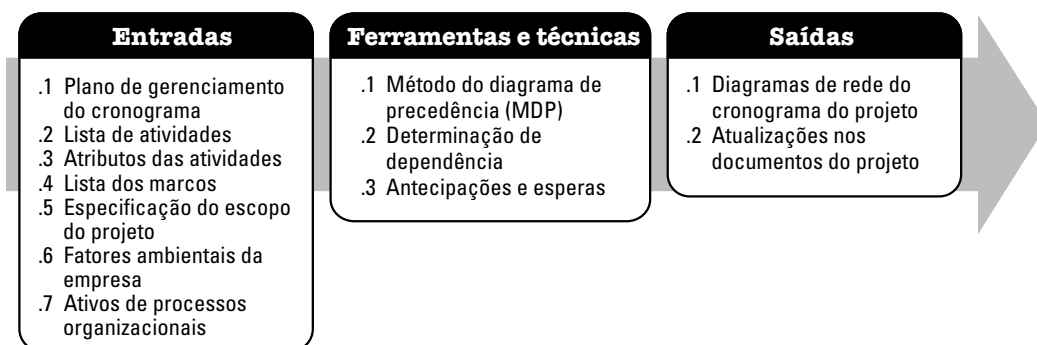 Entradas
.1 Plano de gerenciamento
do cronograma
.2 Lista de atividades
.3 Atributos das atividades
.4 Lista dos marcos
.5 Especificação do escopo
do projeto
.6 Fatores ambientais da
empresa
.7 Ativos de processos
organizacionais
Ferramentas e técnicas
.1 Método do diagrama de
precedência (MDP)
.2 Determinação de
dependência
.3 Antecipações e esperas
Saídas
.1 Diagramas de rede do
cronograma do projeto
.2 Atualizações nos
documentos do projeto